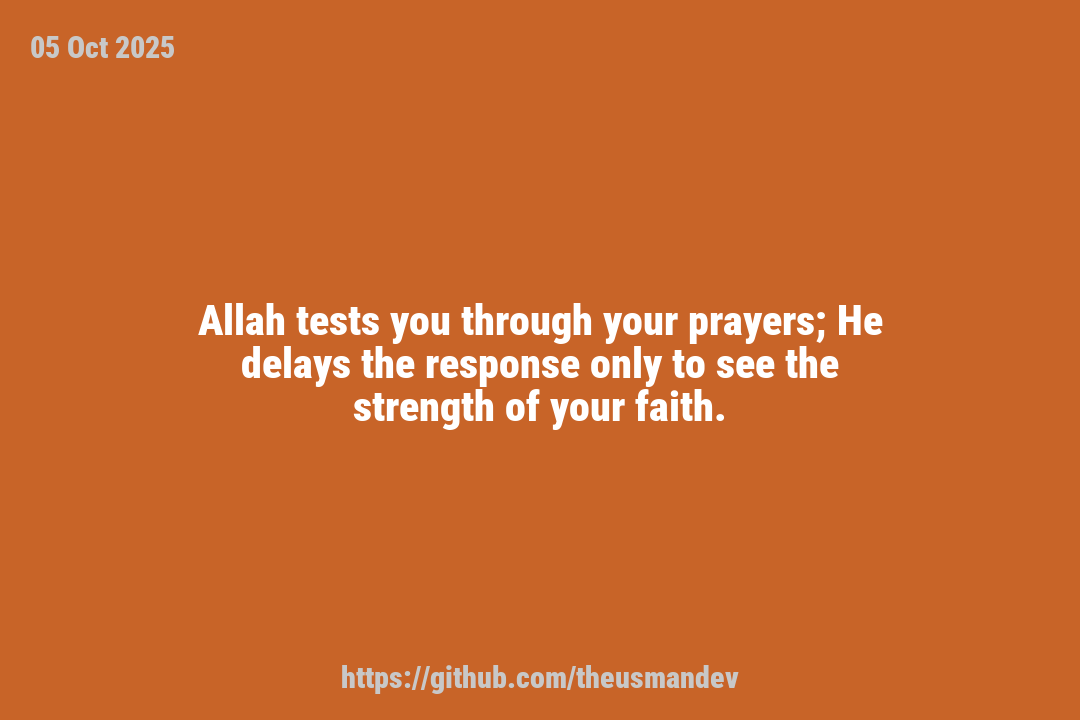 05 Oct 2025
Allah tests you through your prayers; He
delays the response only to see the
strength of your faith.
https://github.com/theusmandev